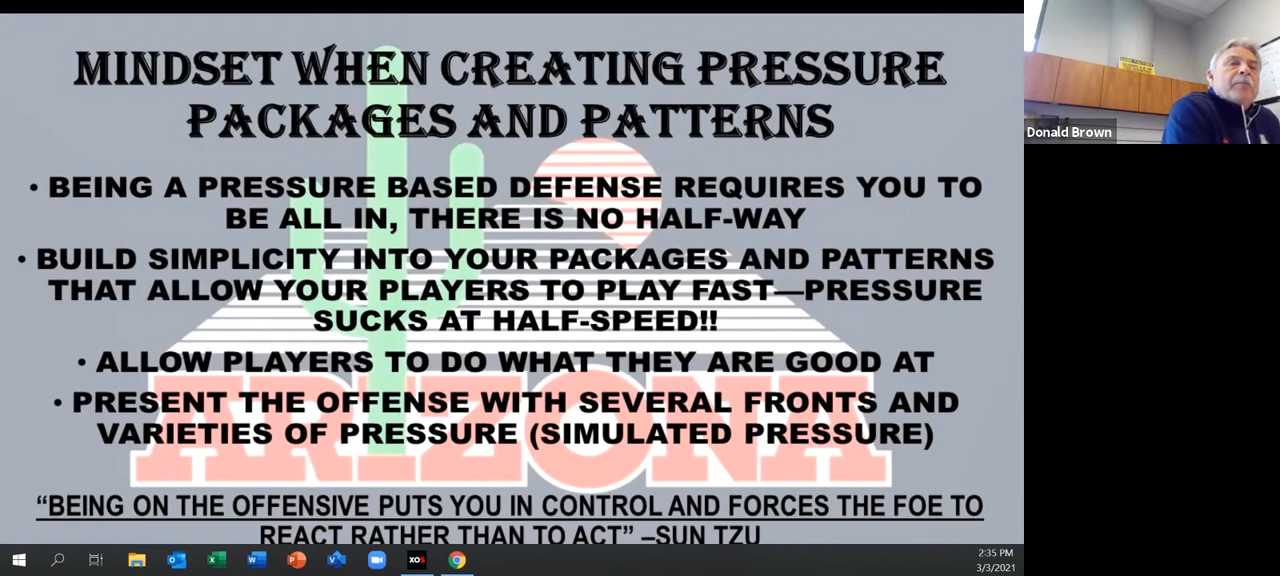 MINDSET WHEN CREATING PRESSURE
PACKAGES AND PATTERNS
• BEING A PRESSURE BASED DEFENSE REQUIRES YOU TO
BE ALL IN, THERE IS NO HALF-WAY
• BUILD SIMPLICITY INTO YOUR PACKAGES AND PATTERNS
THAT ALLOW YOUR PLAYERS TO PLAY FAST—PRESSURE
SUCKS AT HALF-SPEED!!
• ALLOW PLAYERS TO DO WHAT THEY ARE GOOD AT
• PRESENT THE OFFENSE WITH SEVERAL FRONTS AND
VARIETIES OF PRESSURE (SIMULATED PRESSURE)
ARIZONA
“BEING ON THE OFFENSIVE PUTS YOU IN CONTROL AND FORCES THE FOE TO
REACT RATHER THAN TO ACT” –SUN TZU
Donald Brown
XOS
2:35 PM
3/3/2021